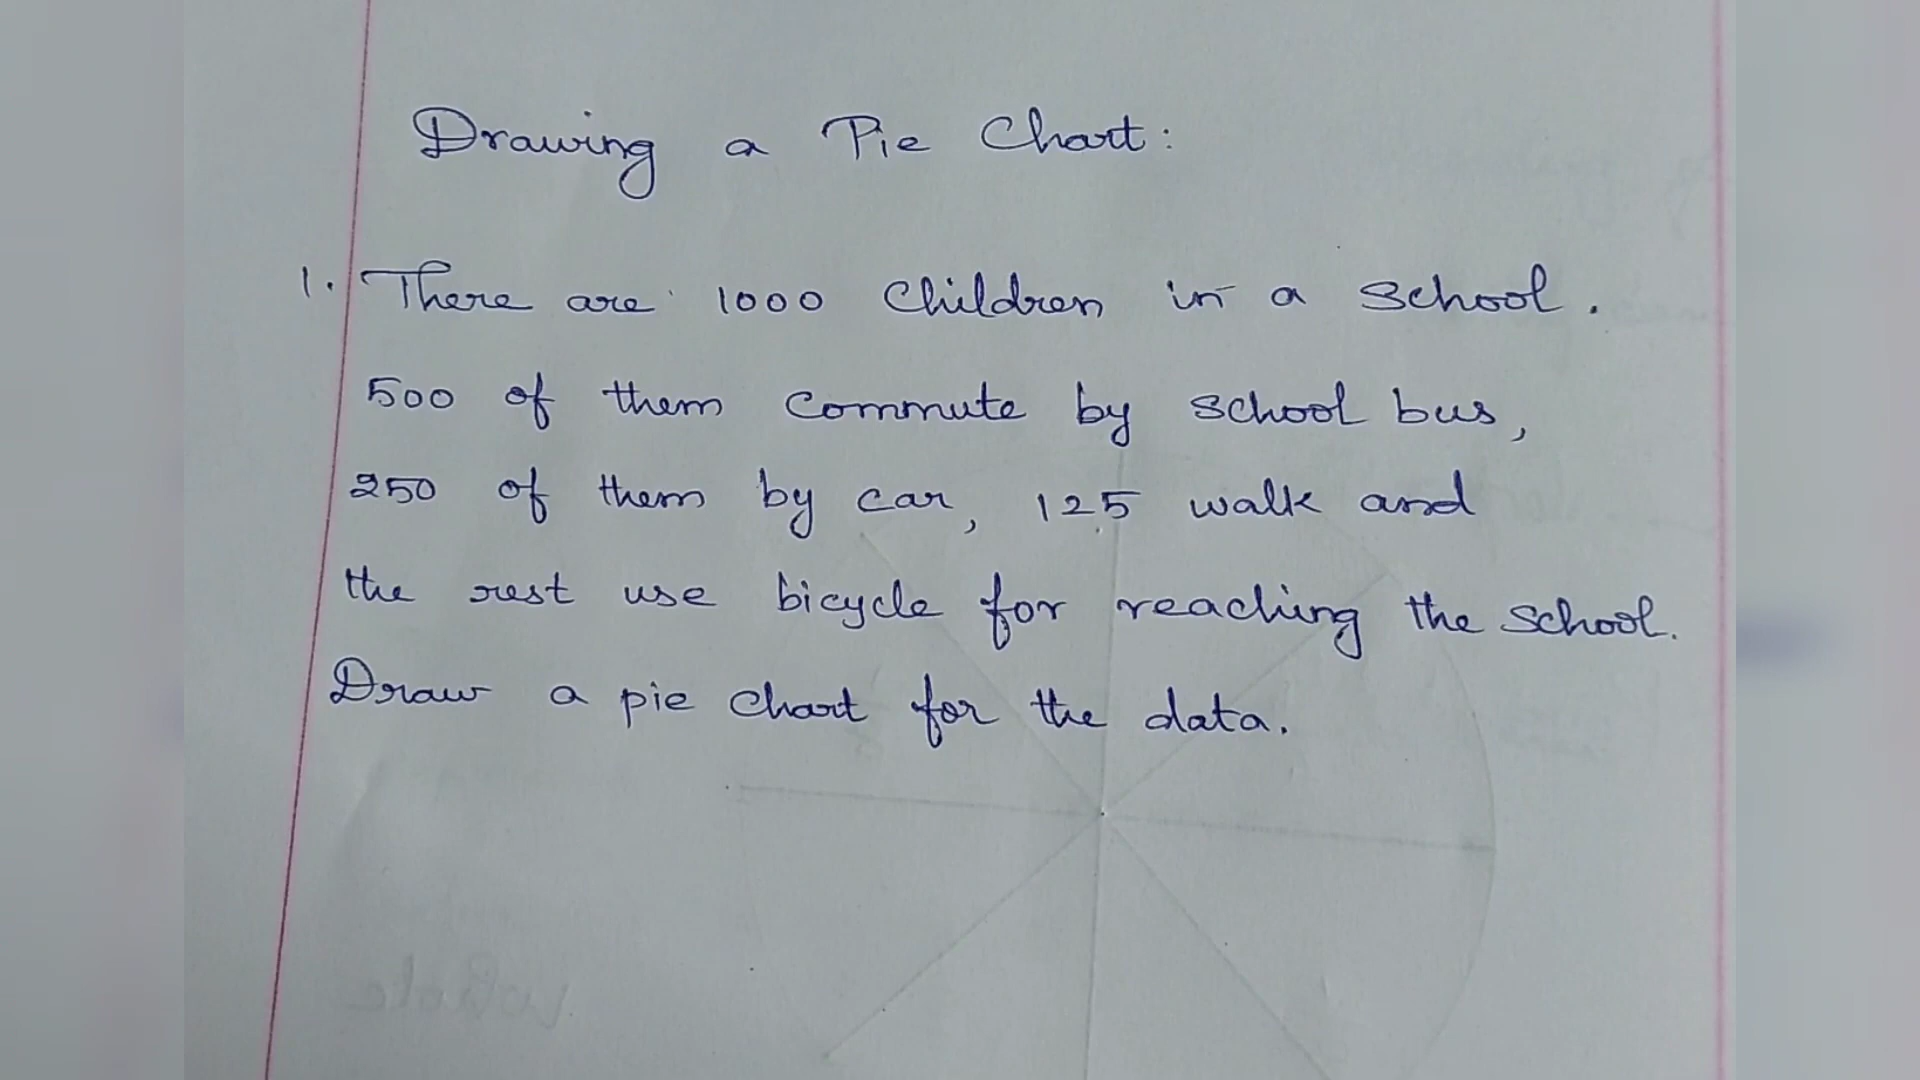 Drawing a Pie Chart:
1. There are 1000 Children in a School.
500 of them commute by school bus,
250 of them by car, 125 walk and
the rest use bicycle for reaching the school.
Draw a pie chart for the data.